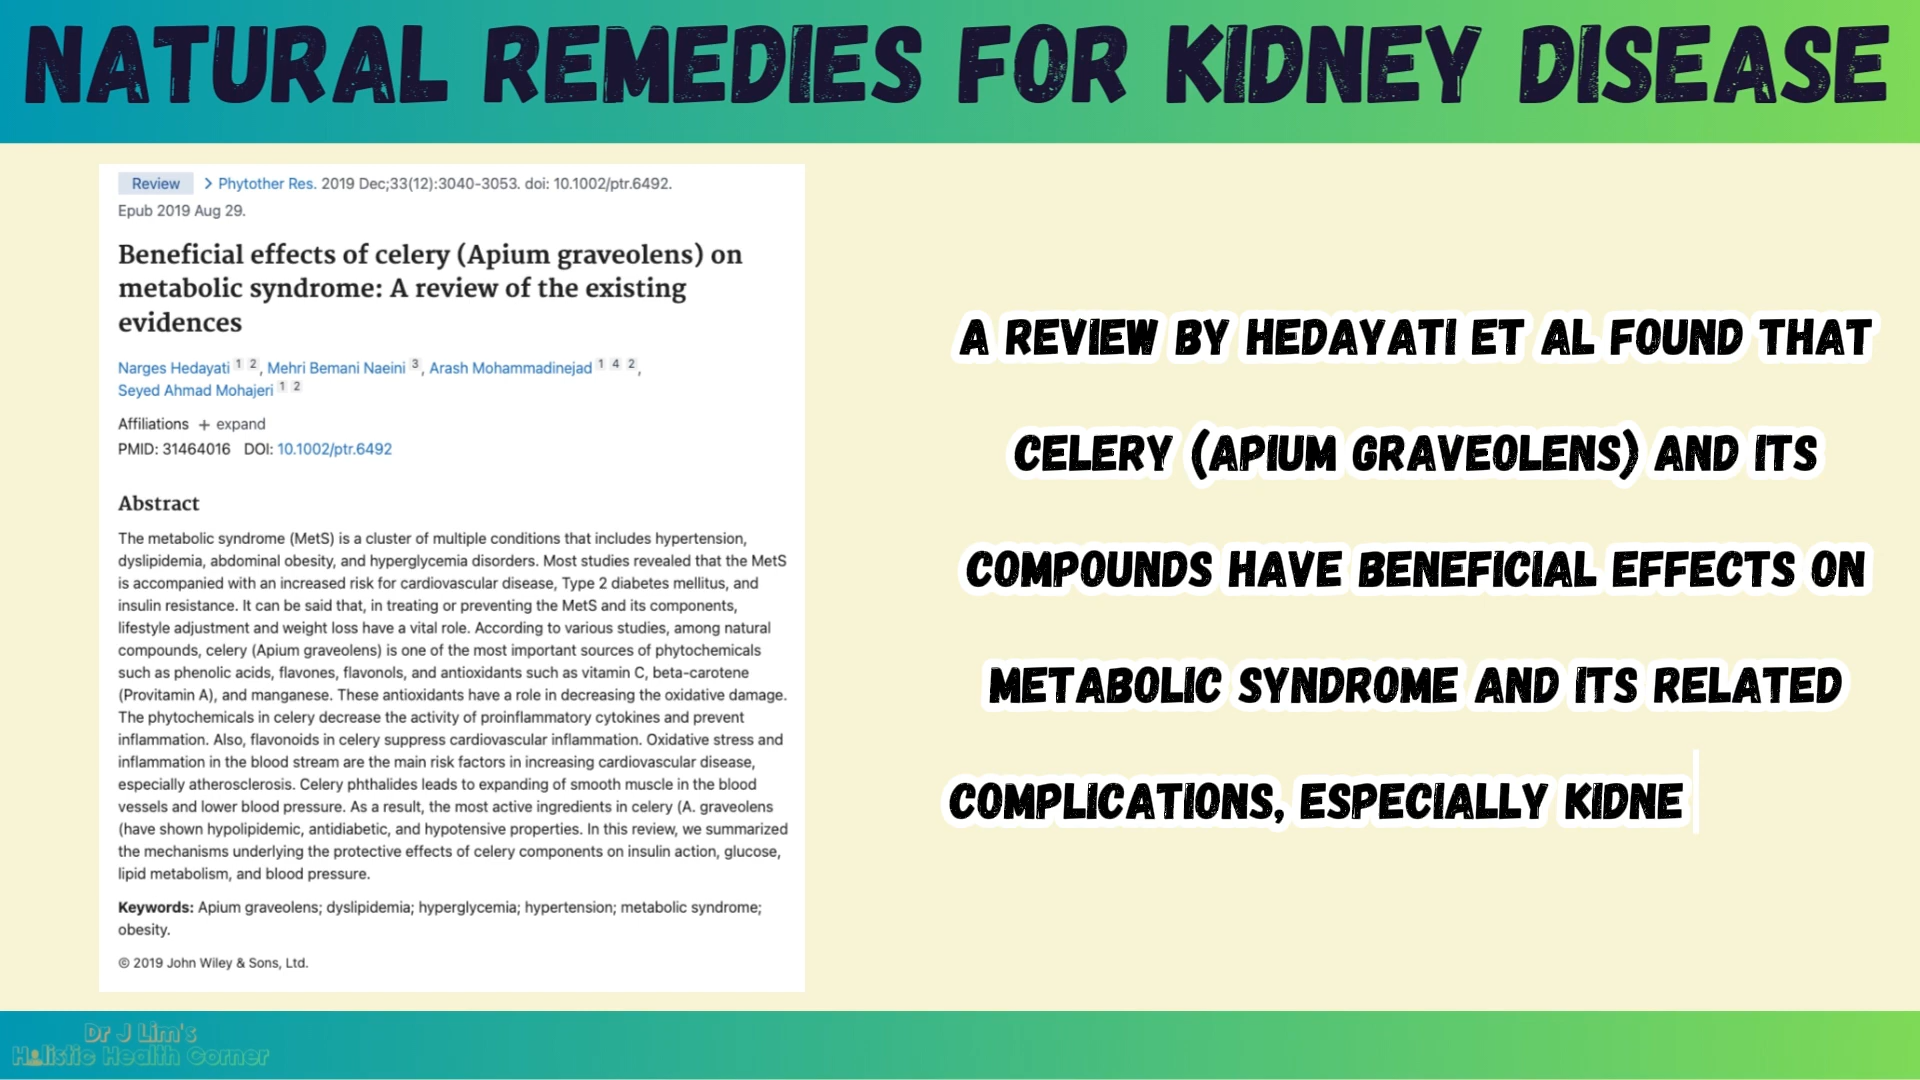 NATURAL REMEDIES FOR KIDNEY DISEASE
Review > Phytother Res. 2019 Dec;33(12):3040-3053. doi: 10.1002/ptr.6492.
Epub 2019 Aug 29.
Beneficial effects of celery (Apium graveolens) on
metabolic syndrome: A review of the existing
evidences
Narges Hedayati 1 2, Mehri Bemani Naeini 3, Arash Mohammadinejad 1 4 2,
Seyed Ahmad Mohajeri 1 2
Affiliations + expand
PMID: 31464016 DOI: 10.1002/ptr.6492
Abstract
The metabolic syndrome (MetS) is a cluster of multiple conditions that includes hypertension,
dyslipidemia, abdominal obesity, and hyperglycemia disorders. Most studies revealed that the MetS
is accompanied with an increased risk for cardiovascular disease, Type 2 diabetes mellitus, and
insulin resistance. It can be said that, in treating or preventing the MetS and its components,
lifestyle adjustment and weight loss have a vital role. According to various studies, among natural
compounds, celery (Apium graveolens) is one of the most important sources of phytochemicals
such as phenolic acids, flavones, flavonols, and antioxidants such as vitamin C, beta-carotene
(Provitamin A), and manganese. These antioxidants have a role in decreasing the oxidative damage.
The phytochemicals in celery decrease the activity of proinflammatory cytokines and prevent
inflammation. Also, flavonoids in celery suppress cardiovascular inflammation. Oxidative stress and
inflammation in the blood stream are the main risk factors in increasing cardiovascular disease,
especially atherosclerosis. Celery phthalides leads to expanding of smooth muscle in the blood
vessels and lower blood pressure. As a result, the most active ingredients in celery (A. graveolens
(have shown hypolipidemic, antidiabetic, and hypotensive properties. In this review, we summarized
the mechanisms underlying the protective effects of celery components on insulin action, glucose,
lipid metabolism, and blood pressure.
Keywords: Apium graveolens; dyslipidemia; hyperglycemia; hypertension; metabolic syndrome;
obesity.
© 2019 John Wiley & Sons, Ltd.
A REVIEW BY HEDAYATI ET AL FOUND THAT
CELERY (APIUM GRAVEOLENS) AND ITS
COMPOUNDS HAVE BENEFICIAL EFFECTS ON
METABOLIC SYNDROME AND ITS RELATED
COMPLICATIONS, ESPECIALLY KIDNE
Dr J Lim's
Holistic Health Corner